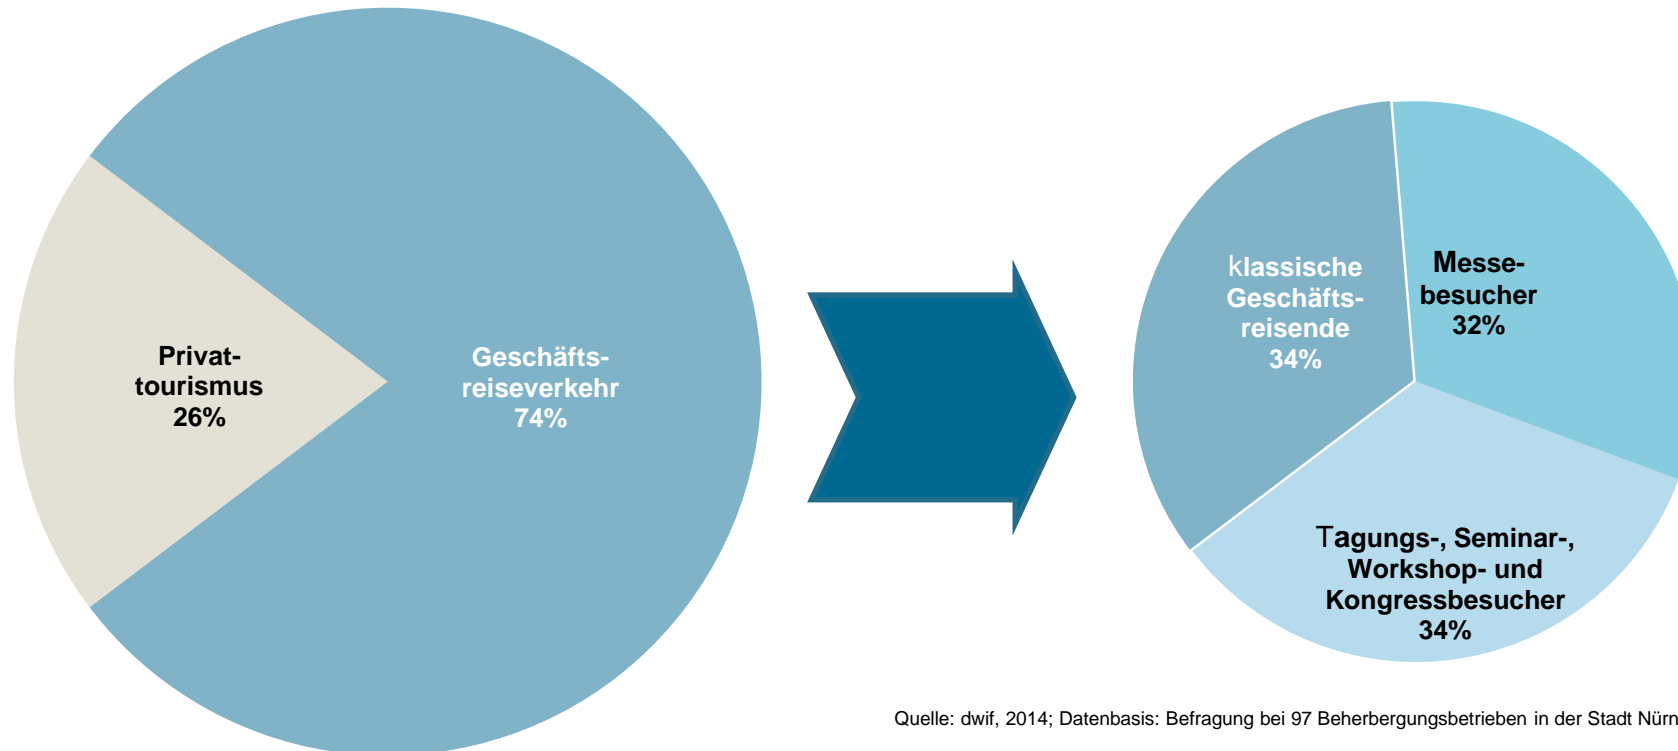 Privat-
tourismus
26%
Geschäfts-
reiseverkehr
74%
klassische
Geschäfts-
reisende
34%
Messe-
besucher
32%
Tagungs-, Seminar-,
Workshop- und
Kongressbesucher
34%
Quelle: dwif, 2014; Datenbasis: Befragung bei 97 Beherbergungsbetrieben in der Stadt Nürn